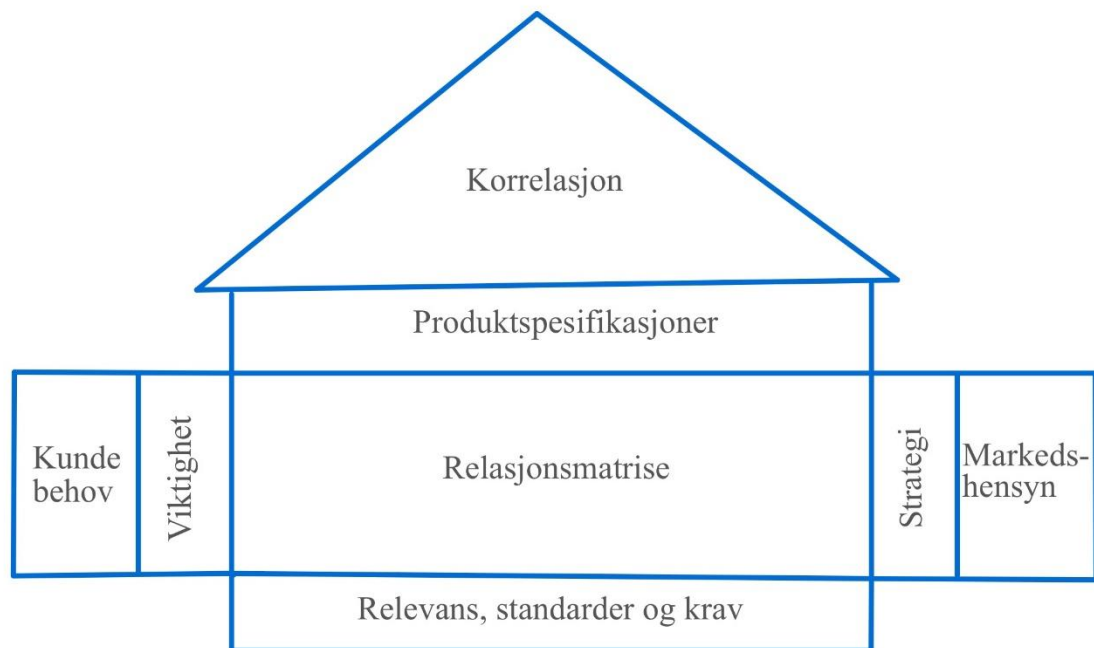 Korrelasjon
Produktspesifikasjoner
Kunde
behov
Viktighet
Relasjonsmatrise
Strategi
Markeds-
hensyn
Relevans, standarder og krav